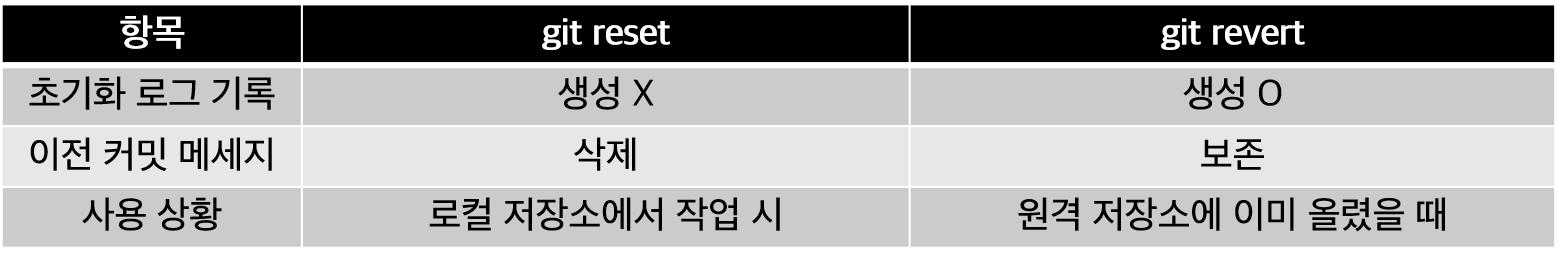 항목 git reset git revert
초기화 로그 기록 생성 X 생성 O
이전 커밋 메세지 삭제 보존
사용 상황 로컬 저장소에서 작업 시 원격 저장소에 이미 올렸을 때